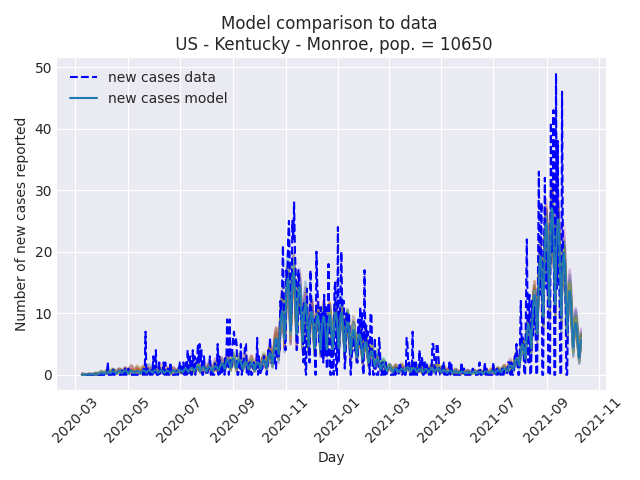 Model comparison to data
US - Kentucky - Monroe, pop. = 10650
new cases data
new cases model
Number of new cases reported
50
40
30
20
10
0
2020-03
2020-05
2020-07
2020-09
2020-11
2021-01
2021-03
2021-05
2021-07
2021-09
2021-11
Day